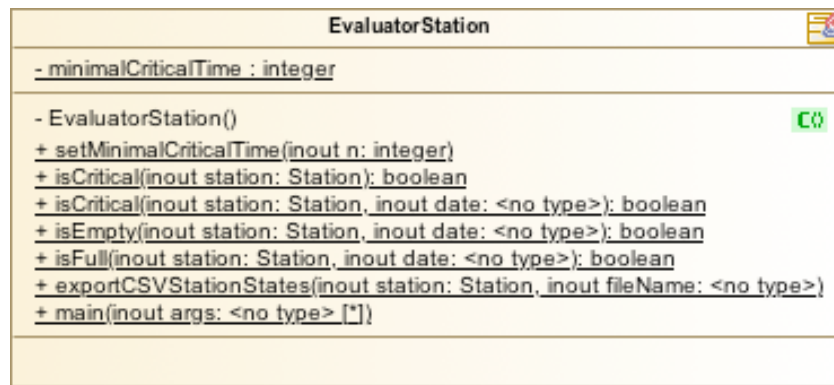 EvaluatorStation
- minimalCriticalTime : integer
- EvaluatorStation()
C()
+ setMinimalCriticalTime(inout n: integer)
+ isCritical(inout station: Station): boolean
+ isCritical(inout station: Station, inout date: <no type>): boolean
+ isEmpty(inout station: Station, inout date: <no type>): boolean
+ isFull(inout station: Station, inout date: <no type>): boolean
+ exportCSVStationStates(inout station: Station, inout fileName: <no type>)
+ main(inout args: <no type> [*])